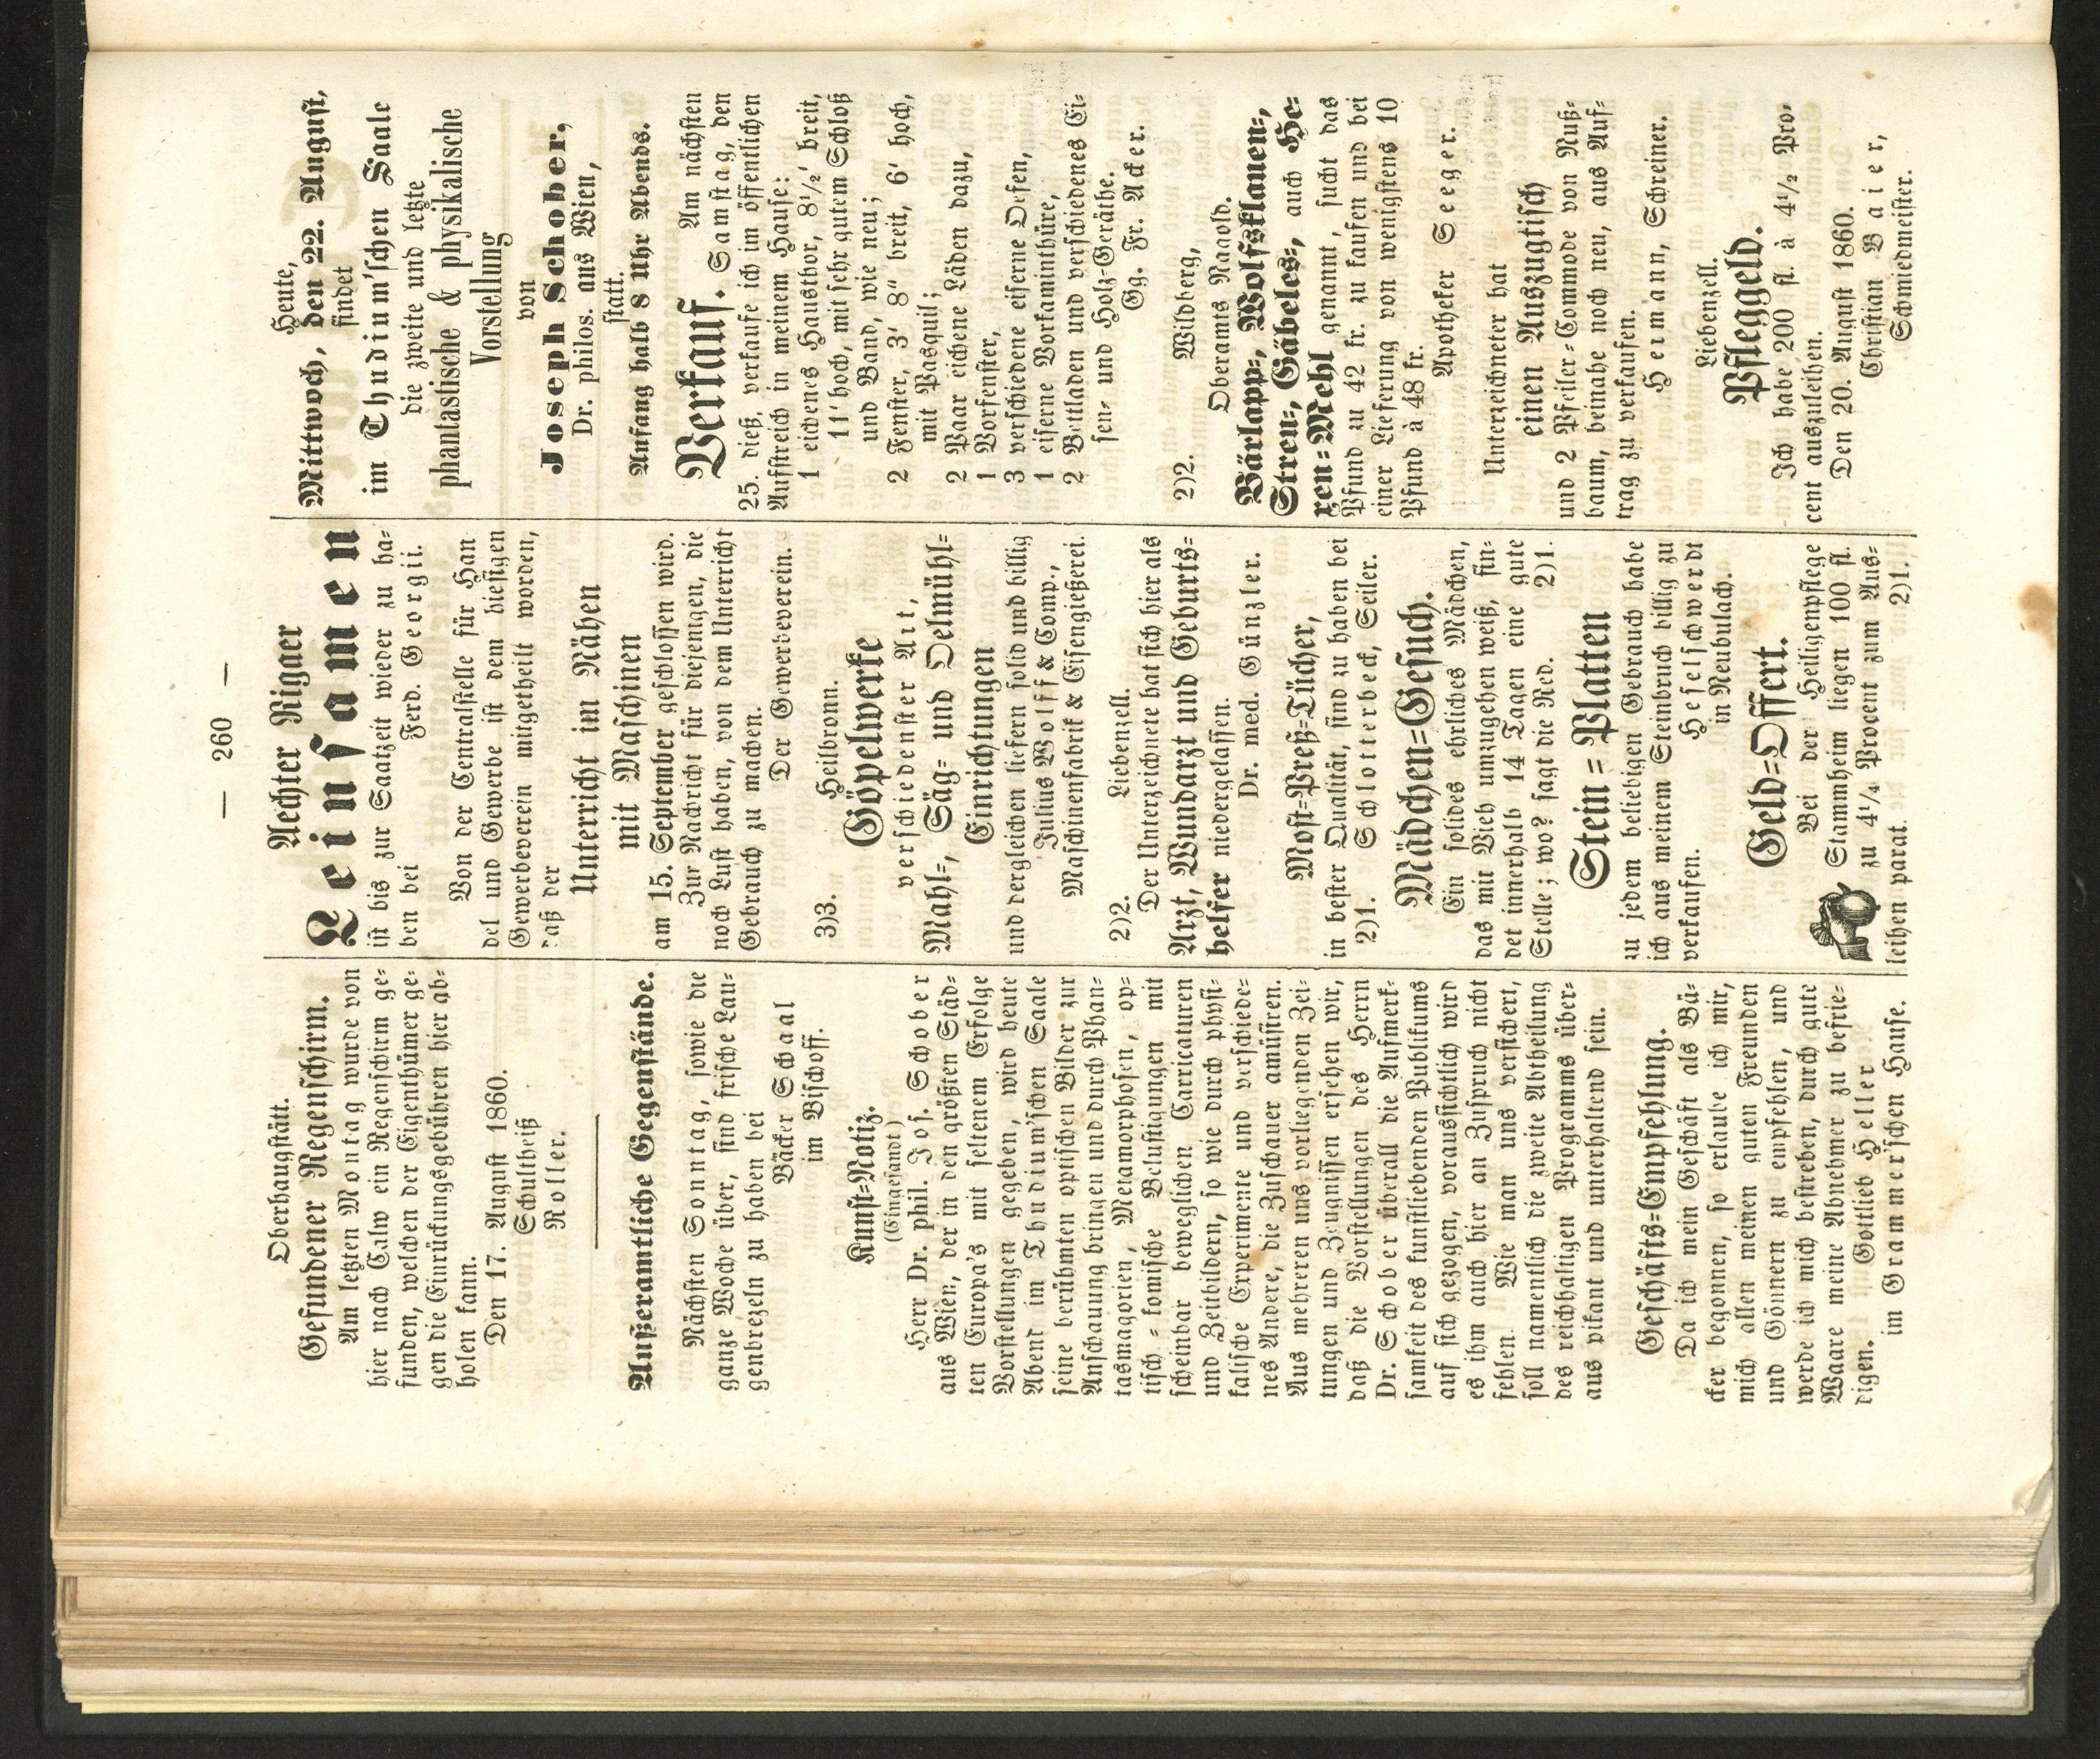 — 260 —
Oberhaugstätt.
Gefundener Regenschirm.
Am letzten Montag wurde von
hier nach Calw ein Regenschirm ge-
funden, welchen der Eigenthümer ge-
gen die Einrückungsgebühren hier ab-
holen kann.
Den 17. August 1860.
Schultheiß
Roller.
Außeramtliche Gegenstände.
Nächsten Sonntag, sowie die
ganze Woche über, sind frische Lau-
genbrezeln zu haben bei
Bäcker Schaal
im Bischoff.
Kunst-Notiz.
(Eingesandt.)
Herr Dr. phil. Jos. Schober
aus Wien, der in den größten Städ-
ten Europa's mit seltenem Erfolge
Vorstellungen gegeben, wird heute
Abend im Thudium'schen Saale
seine berühmten optischen Bilder zur
Anschauung bringen und durch Phan-
tasmagorien, Metamorphosen, op-
tisch-komische Belustigungen mit
scheinbar beweglichen Carricaturen
und Zeitbildern, so wie durch physi-
kalische Experimente und verschiede-
nes Andere, die Zuschauer amüsiren.
Aus mehreren uns vorliegenden Zei-
tungen und Zeugnissen ersehen wir,
daß die Vorstellungen des Herrn
Dr. Schober überall die Aufmerk-
samkeit des kunstliebenden Publikums
auf sich gezogen, voraussichtlich wird
es ihm auch hier an Zuspruch nicht
fehlen. Wie man uns versichert,
soll namentlich die zweite Abtheilung
des reichhaltigen Programms über-
aus pikant und unterhaltend sein.
Geschäfts-Empfehlung.
Da ich mein Geschäft als Bä-
cker begonnen, so erlaube ich mir,
mich allen meinen guten Freunden
und Gönnern zu empfehlen, und
werde ich mich bestreben, durch gute
Waare meine Abnehmer zu befrie-
digen. Gottlieb Heller
im Grammer'schen Hause.
Aechter Rigaer
Leinsamen
ist bis zur Saatzeit wieder zu ha-
ben bei Ferd. Georgii.
Von der Centralstelle für Han
del und Gewerbe ist dem hiesigen
Gewerbeverein mitgetheilt worden,
daß der
Unterricht im Nähen
mit Maschinen
am 15. September geschlossen wird.
Zur Nachricht für diejenigen, die
noch Lust haben, von dem Unterricht
Gebrauch zu machen.
Der Gewerbeverein.
3)3. Heilbronn.
Göpelwerke
verschiedenster Art,
Mahl-, Säg- und Oelmühl-
Einrichtungen
und dergleichen liefern solid und billig
Julius Wolff & Comp.,
Maschinenfabrik & Eisengießerei.
2)2. Liebenzell.
Der Unterzeichnete hat sich hier als
Arzt, Wundarzt und Geburts-
helfer niedergelassen.
Dr. med. Günzler.
Most-Preß-Tücher,
in bester Qualität, sind zu haben bei
2)1. Schlotterbeck, Seiler.
Mädchen-Gesuch.
Ein solides ehrliches Mädchen,
das mit Vieh umzugehen weiß, fin-
det innerhalb 14 Tagen eine gute
Stelle; wo? sagt die Red. 2)1.
Stein-Platten
zu jedem beliebigen Gebrauch habe
ich aus meinem Steinbruch billig zu
verkaufen. Heselschwerdt
in Neubulach.
Geld-Offert.
Bei der Heiligenpflege
Stammheim liegen 100 fl.
zu 4¼ Procent zum Aus-
leihen parat. 2)1.
Heute,
Mittwoch, den 22. August,
findet
im Thudium'schen Saale
die zweite und letzte
phantastische & physikalische
Vorstellung
von
Joseph Schober,
Dr. philos. aus Wien,
statt.
Anfang halb 8 Uhr Abends.
Verkauf. Am nächsten
Samstag, den
25. dieß, verkaufe ich im öffentlichen
Aufstreich in meinem Hause:
1 eichenes Hausthor, 8½' breit,
11' hoch, mit sehr gutem Schloß
und Band, wie neu;
2 Fenster, 3' 8" breit, 6' hoch,
mit Pasquil;
2 Paar eichene Läden dazu,
1 Vorfenster,
3 verschiedene eiserne Oefen,
1 eiserne Vorkaminthüre,
2 Bettladen und verschiedenes Ei-
sen- und Holz-Geräthe.
Gg. Fr. Acker.
2)2. Wildberg,
Oberamts Nagold.
Bärlapp-, Wolfsklauen-,
Streu-, Gäbeles-, auch He-
xen-Mehl genannt, sucht das
Pfund zu 42 kr. zu kaufen und bei
einer Lieferung von wenigstens 10
Pfund à 48 kr.
Apotheker Seeger.
Unterzeichneter hat
einen Auszugtisch
und 2 Pfeiler-Commode von Nuß-
baum, beinahe noch neu, aus Auf-
trag zu verkaufen.
Hermann, Schreiner.
Liebenzell.
Pfleggeld.
Ich habe 200 fl. à 4½ Pro-
cent auszuleihen.
Den 20. August 1860.
Christian Baier,
Schmiedmeister.